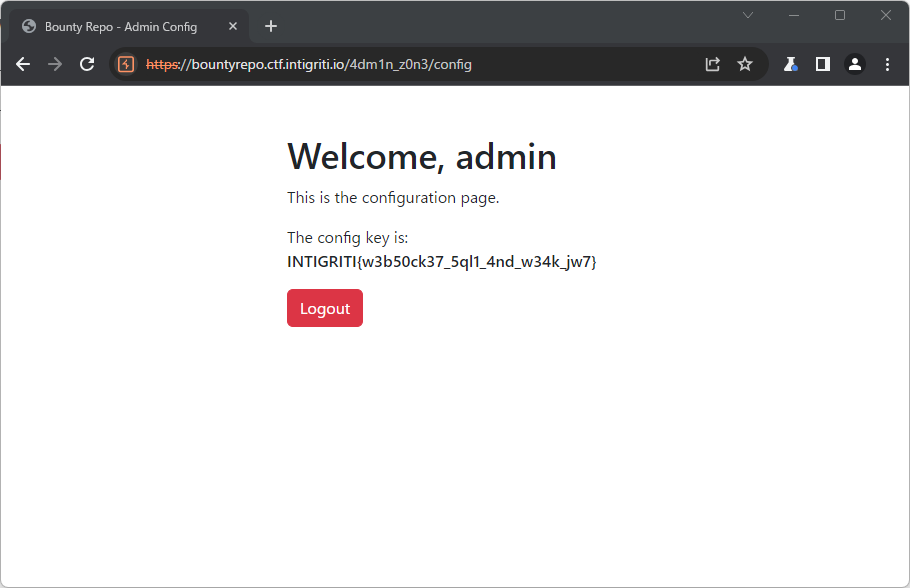 Bounty Repo - Admin Config
https://bountyrepo.ctf.intigriti.io/4dm1n_z0n3/config
Welcome, admin
This is the configuration page.
The config key is:
INTIGRITI{w3b50ck37_5ql1_4nd_w34k_jw7}
Logout